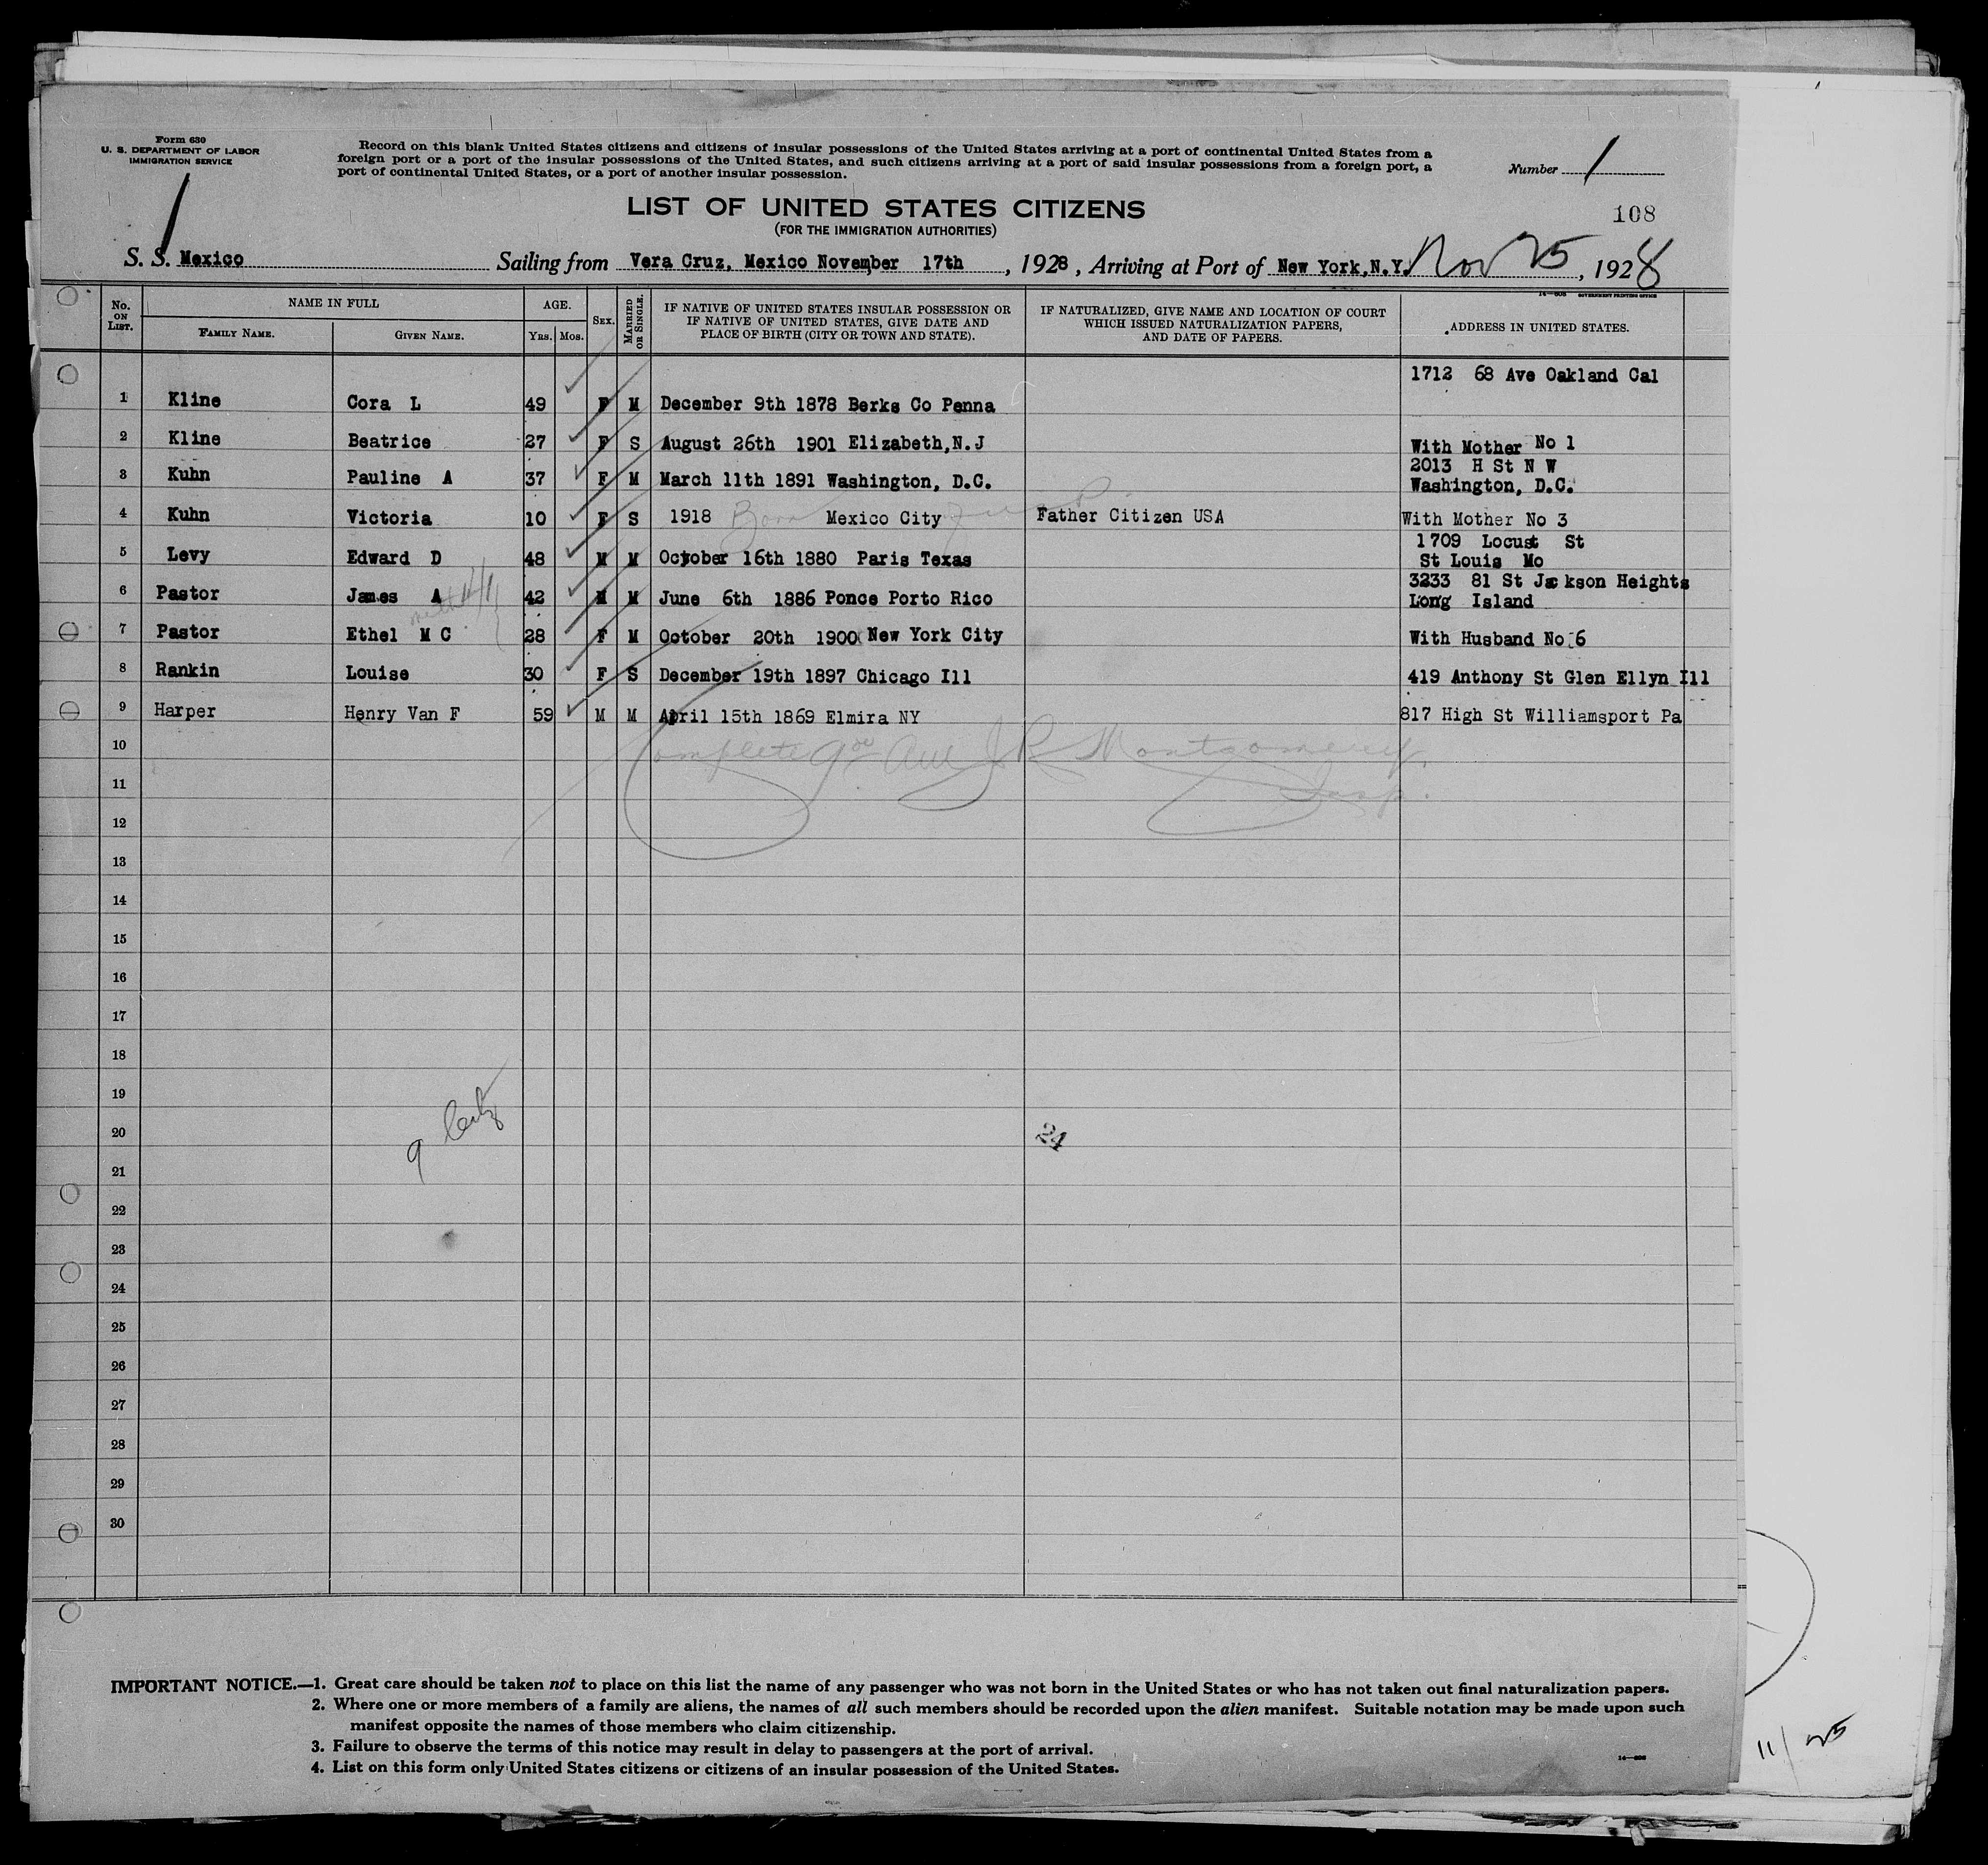 Form 630
U. S. DEPARTMENT OF LABOR
IMMIGRATION SERVICE
Record on this blank United States citizens and citizens of insular possessions of the United States arriving at a port of continental United States from a
foreign port or a port of the insular possessions of the United States, and such citizens arriving at a port of said insular possessions from a foreign port, a
port of continental United States, or a port of another insular possession.
Number 1
1
LIST OF UNITED STATES CITIZENS
108
(FOR THE IMMIGRATION AUTHORITIES)
S. S. Mexico Sailing from Vera Cruz, Mexico November 17th , 1928, Arriving at Port of New York,N.Y. Nov 25, 1928
14—608 GOVERNMENT PRINTING OFFICE
No. ON LIST. NAME IN FULL FAMILY NAME. GIVEN NAME. AGE. YRS. MOS. SEX. MARRIED OR SINGLE. IF NATIVE OF UNITED STATES INSULAR POSSESSION OR IF NATIVE OF UNITED STATES, GIVE DATE AND PLACE OF BIRTH (CITY OR TOWN AND STATE). IF NATURALIZED, GIVE NAME AND LOCATION OF COURT WHICH ISSUED NATURALIZATION PAPERS, AND DATE OF PAPERS. ADDRESS IN UNITED STATES.
1712 68 Ave Oakland Cal
1 Kline Cora L 49 F M December 9th 1878 Berks Co Penna
2 Kline Beatrice 27 F S August 26th 1901 Elizabeth,N.J With Mother No 1
2013 H St N W
3 Kuhn Pauline A 37 F M March 11th 1891 Washington, D.C. Washington, D.C.
4 Kuhn Victoria 10 F S 1918 Born Mexico City Father Citizen USA With Mother No 3
1709 Locust St
5 Levy Edward D 48 M M October 16th 1880 Paris Texas St Louis Mo
3233 81 St Jackson Heights
6 Pastor James A 42 M M June 6th 1886 Ponce Porto Rico Long Island
7 Pastor Ethel M C 28 F M October 20th 1900 New York City With Husband No 6
8 Rankin Louise 30 F S December 19th 1897 Chicago Ill 419 Anthony St Glen Ellyn Ill
9 Harper Henry Van F 59 M M April 15th 1869 Elmira NY 817 High St Williamsport Pa
10
Complete J R Montgomery
Insp.
11
12
13
14
15
16
17
18
19
20
9 Citz
24
21
22
23
24
25
26
27
28
29
30
IMPORTANT NOTICE.—1. Great care should be taken not to place on this list the name of any passenger who was not born in the United States or who has not taken out final naturalization papers.
2. Where one or more members of a family are aliens, the names of all such members should be recorded upon the alien manifest. Suitable notation may be made upon such
manifest opposite the names of those members who claim citizenship.
3. Failure to observe the terms of this notice may result in delay to passengers at the port of arrival.
4. List on this form only United States citizens or citizens of an insular possession of the United States.
14—608
11/25